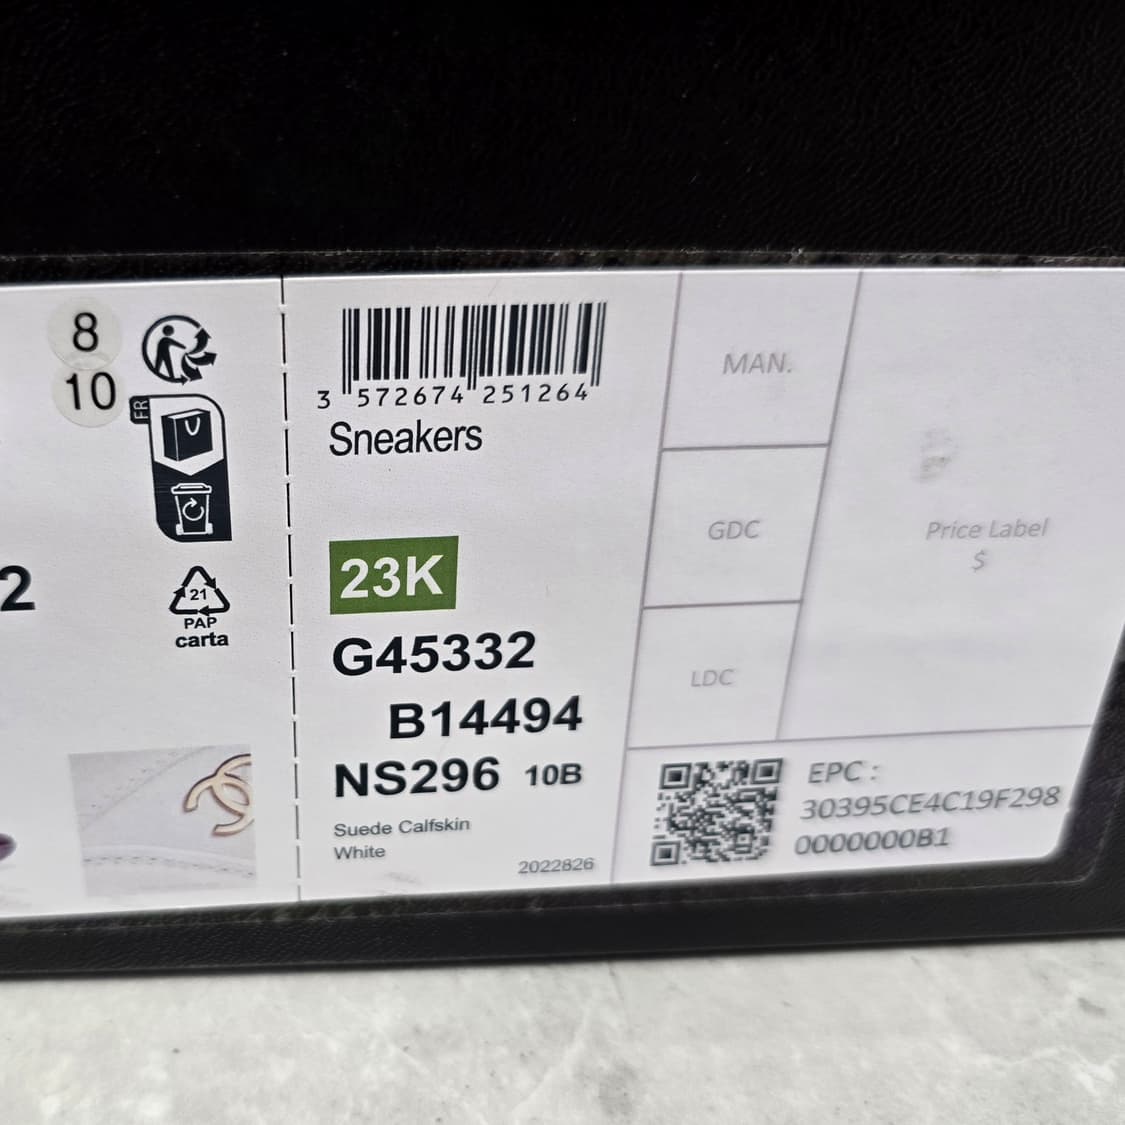 8
10
FR
2
21
PAP
carta
3 572674 251264
Sneakers
23K
G45332
B14494
NS296 10B
Suede Calfskin
White
2022826
MAN.
GDC
LDC
Price Label
$
EPC :
30395CE4C19F298
0000000B1